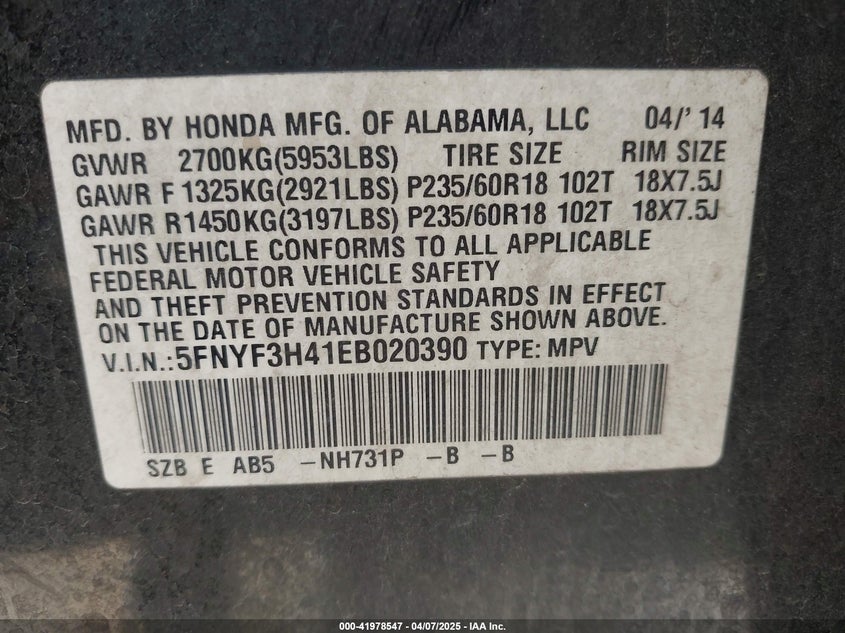 MFD. BY HONDA MFG. OF ALABAMA, LLC 04/' 14
GVWR 2700KG(5953LBS) TIRE SIZE RIM SIZE
GAWR F 1325KG(2921LBS) P235/60R18 102T 18X7.5J
GAWR R1450KG(3197LBS) P235/60R18 102T 18X7.5J
THIS VEHICLE CONFORMS TO ALL APPLICABLE
FEDERAL MOTOR VEHICLE SAFETY
AND THEFT PREVENTION STANDARDS IN EFFECT
ON THE DATE OF MANUFACTURE SHOWN ABOVE.
V.I.N.:5FNYF3H41EB020390 TYPE: MPV
SZB E AB5 –NH731P –B –B
000-41978547 - 04/07/2025 - IAA Inc.